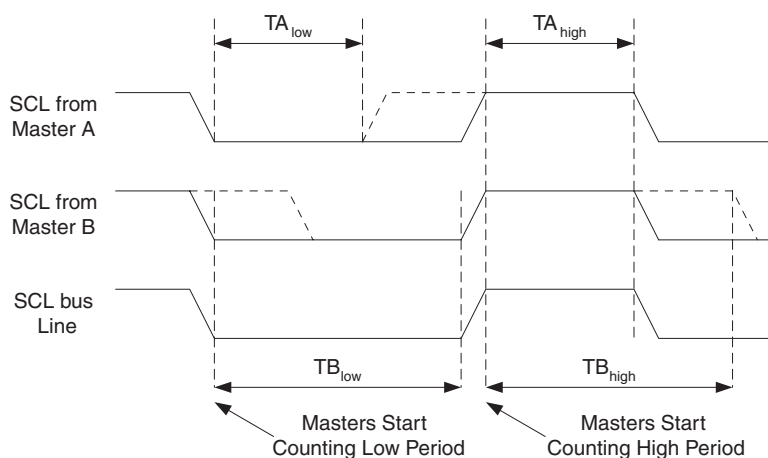 TA low
TA high
SCL from
Master A
SCL from
Master B
SCL bus
Line
TB low
TB high
Masters Start
Counting Low Period
Masters Start
Counting High Period